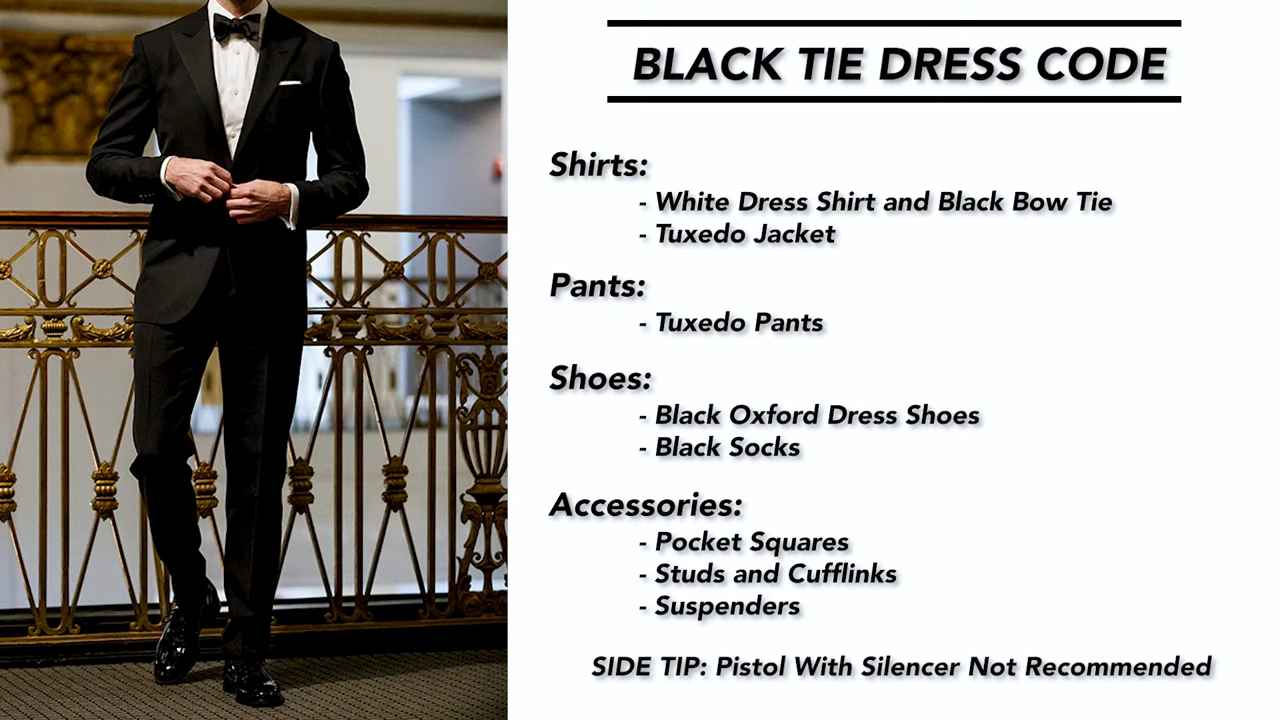 BLACK TIE DRESS CODE
Shirts:
- White Dress Shirt and Black Bow Tie
- Tuxedo Jacket
Pants:
- Tuxedo Pants
Shoes:
- Black Oxford Dress Shoes
- Black Socks
Accessories:
- Pocket Squares
- Studs and Cufflinks
- Suspenders
SIDE TIP: Pistol With Silencer Not Recommended